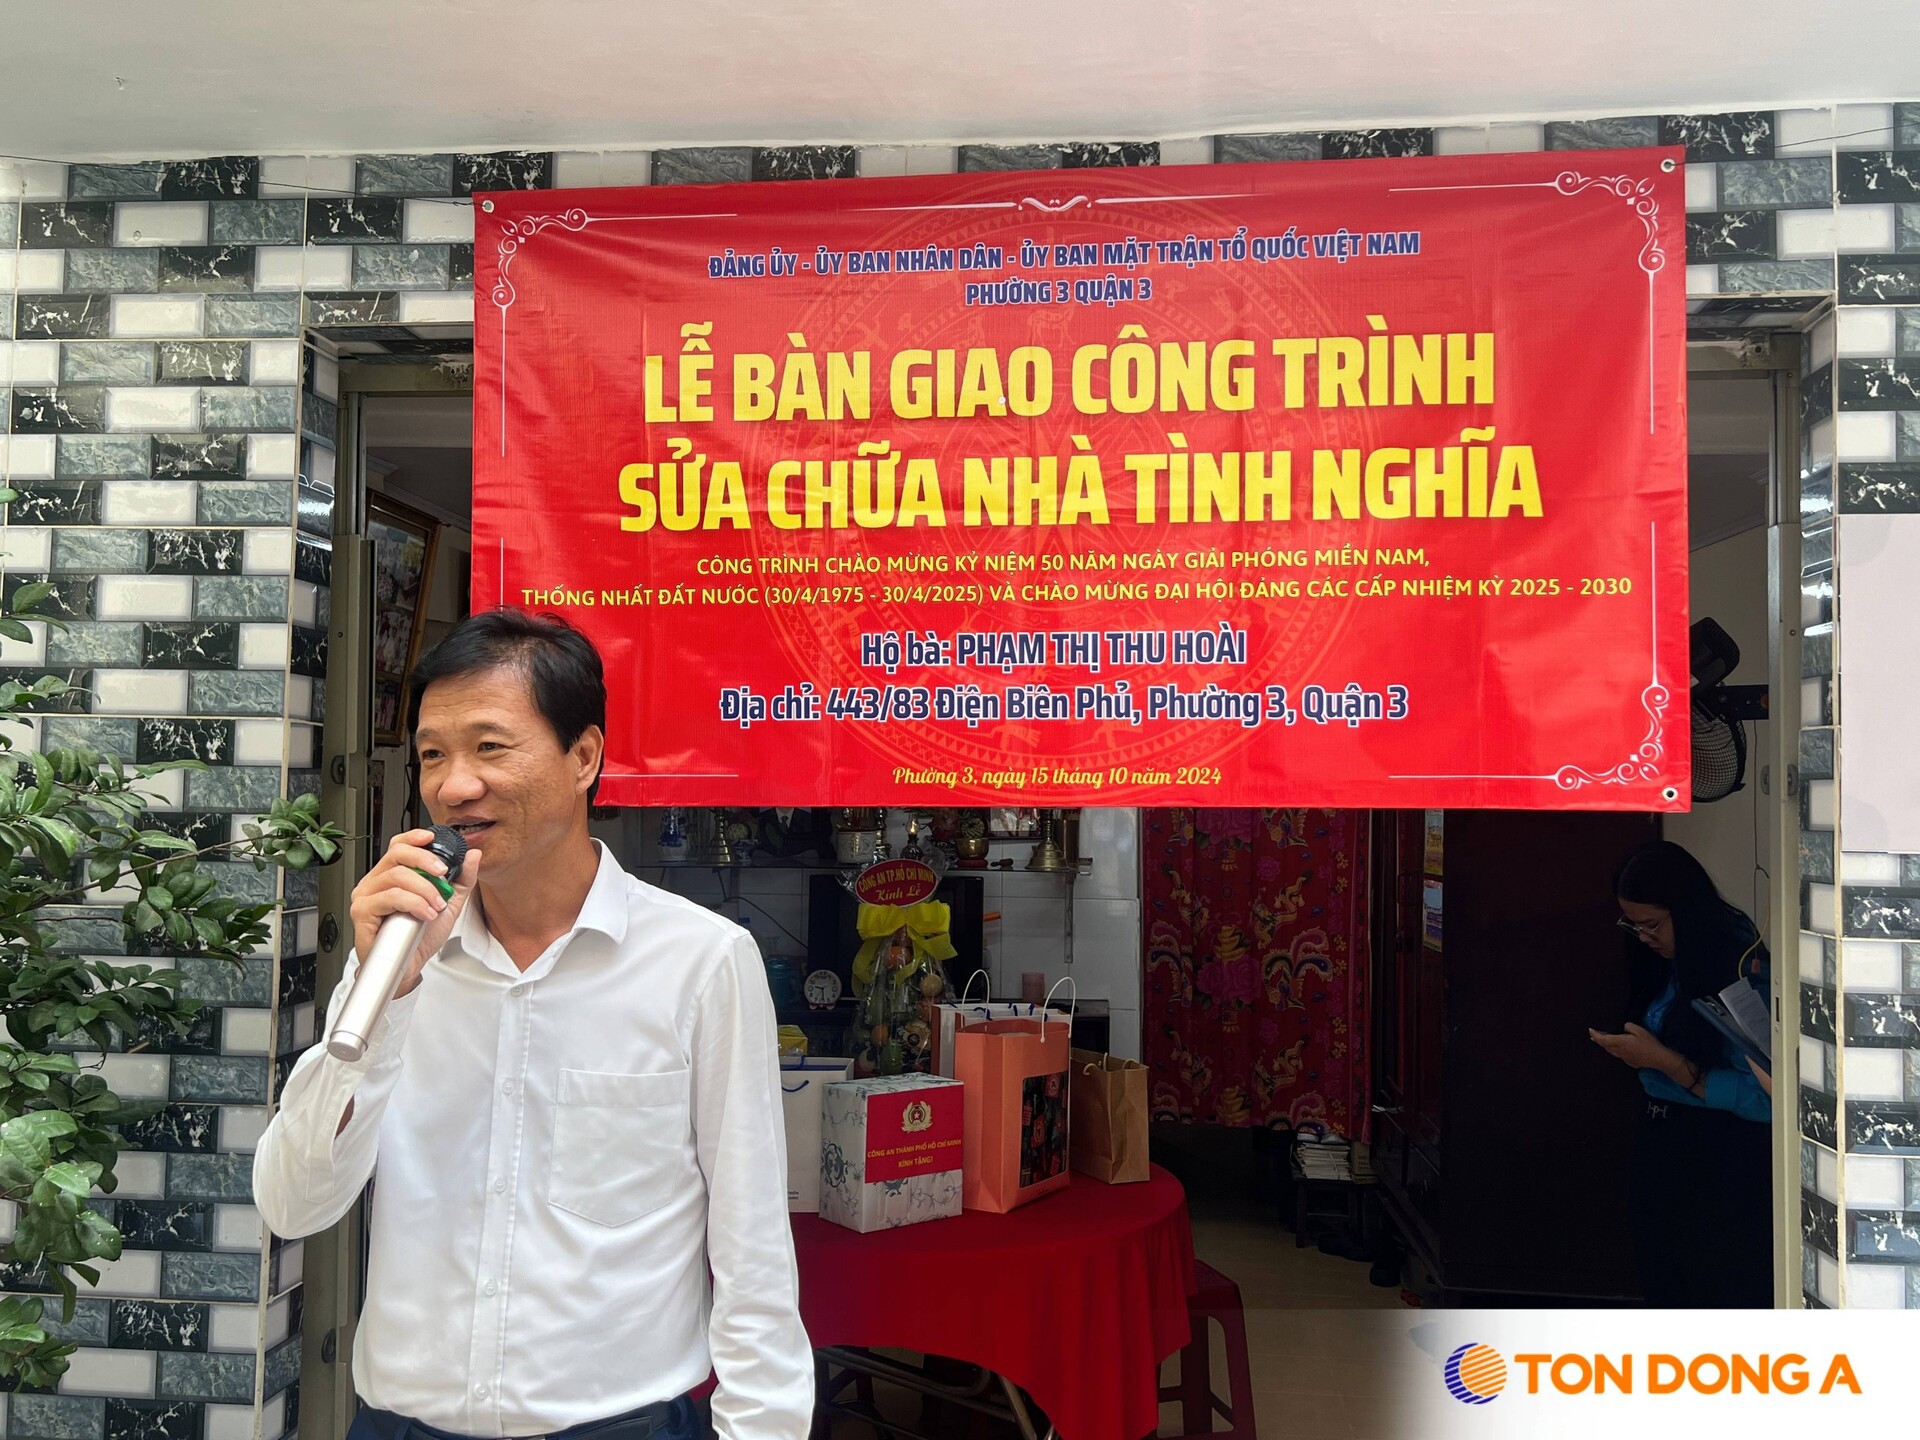 ĐẢNG ỦY - ỦY BAN NHÂN DÂN - ỦY BAN MẶT TRẬN TỔ QUỐC VIỆT NAM
PHƯỜNG 3 QUẬN 3
LỄ BÀN GIAO CÔNG TRÌNH
SỬA CHỮA NHÀ TÌNH NGHĨA
CÔNG TRÌNH CHÀO MỪNG KỶ NIỆM 50 NĂM NGÀY GIẢI PHÓNG MIỀN NAM,
THỐNG NHẤT ĐẤT NƯỚC (30/4/1975 - 30/4/2025) VÀ CHÀO MỪNG ĐẠI HỘI ĐẢNG CÁC CẤP NHIỆM KỲ 2025 - 2030
Hộ bà: PHẠM THỊ THU HOÀI
Địa chỉ: 443/83 Điện Biên Phủ, Phường 3, Quận 3
Phường 3, ngày 15 tháng 10 năm 2024
CÔNG AN TP.HỒ CHÍ MINH
Kính Lễ
CÔNG AN THÀNH PHỐ HỒ CHÍ MINH
KÍNH TẶNG!
TON DONG A